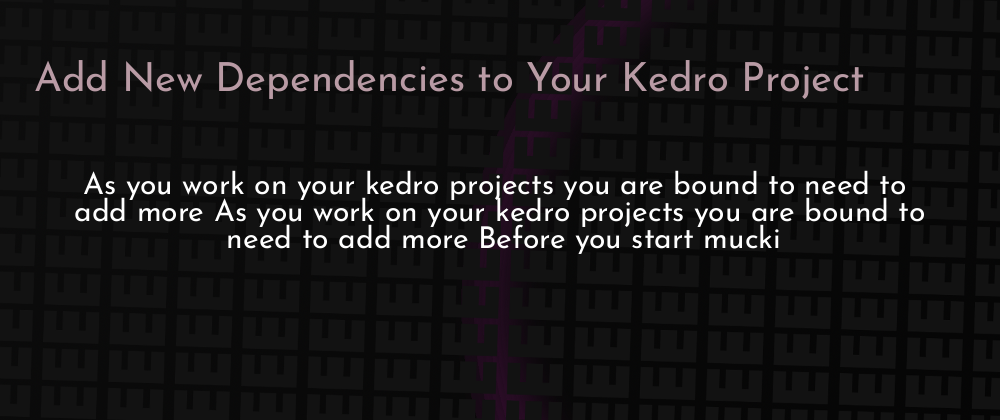 Add New Dependencies to Your Kedro Project
As you work on your kedro projects you are bound to need to
add more As you work on your kedro projects you are bound to
need to add more Before you start mucki